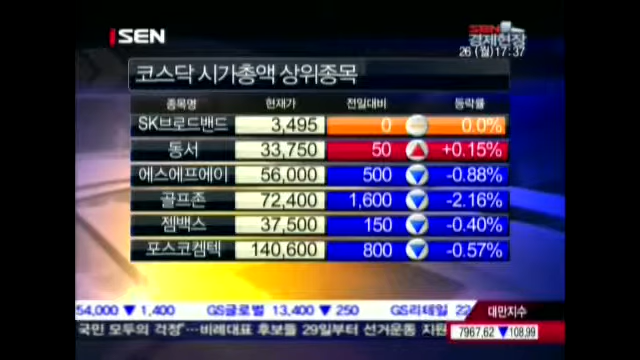 SEN
SEN
경제현장
26 (월)17:37
코스닥 시가총액 상위종목
종목명 현재가 전일대비 등락률
SK브로드밴드 3,495 0 0.0%
동서 33,750 50 ▲ +0.15%
에스에프에이 56,000 500 ▼ -0.88%
골프존 72,400 1,600 ▼ -2.16%
젬백스 37,500 150 ▼ -0.40%
포스코켐텍 140,600 800 ▼ -0.57%
54,000 ▼ 1,400 GS글로벌 13,400 ▼ 250 GS리테일 22
대만지수
국민 모두의 걱정"…비례대표 후보들 29일부터 선거운동 지원
7967,62 ▼108,99